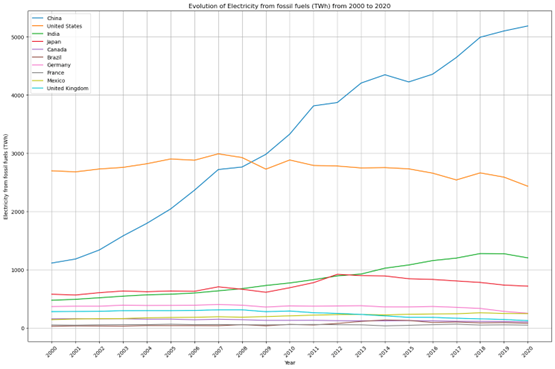 Evolution of Electricity from fossil fuels (TWh) from 2000 to 2020
China
United States
India
Japan
Canada
Brazil
Germany
France
Mexico
United Kingdom
Electricity from fossil fuels (TWh)
5000
4000
3000
2000
1000
0
2000 2001 2002 2003 2004 2005 2006 2007 2008 2009 2010 2011 2012 2013 2014 2015 2016 2017 2018 2019 2020
Year